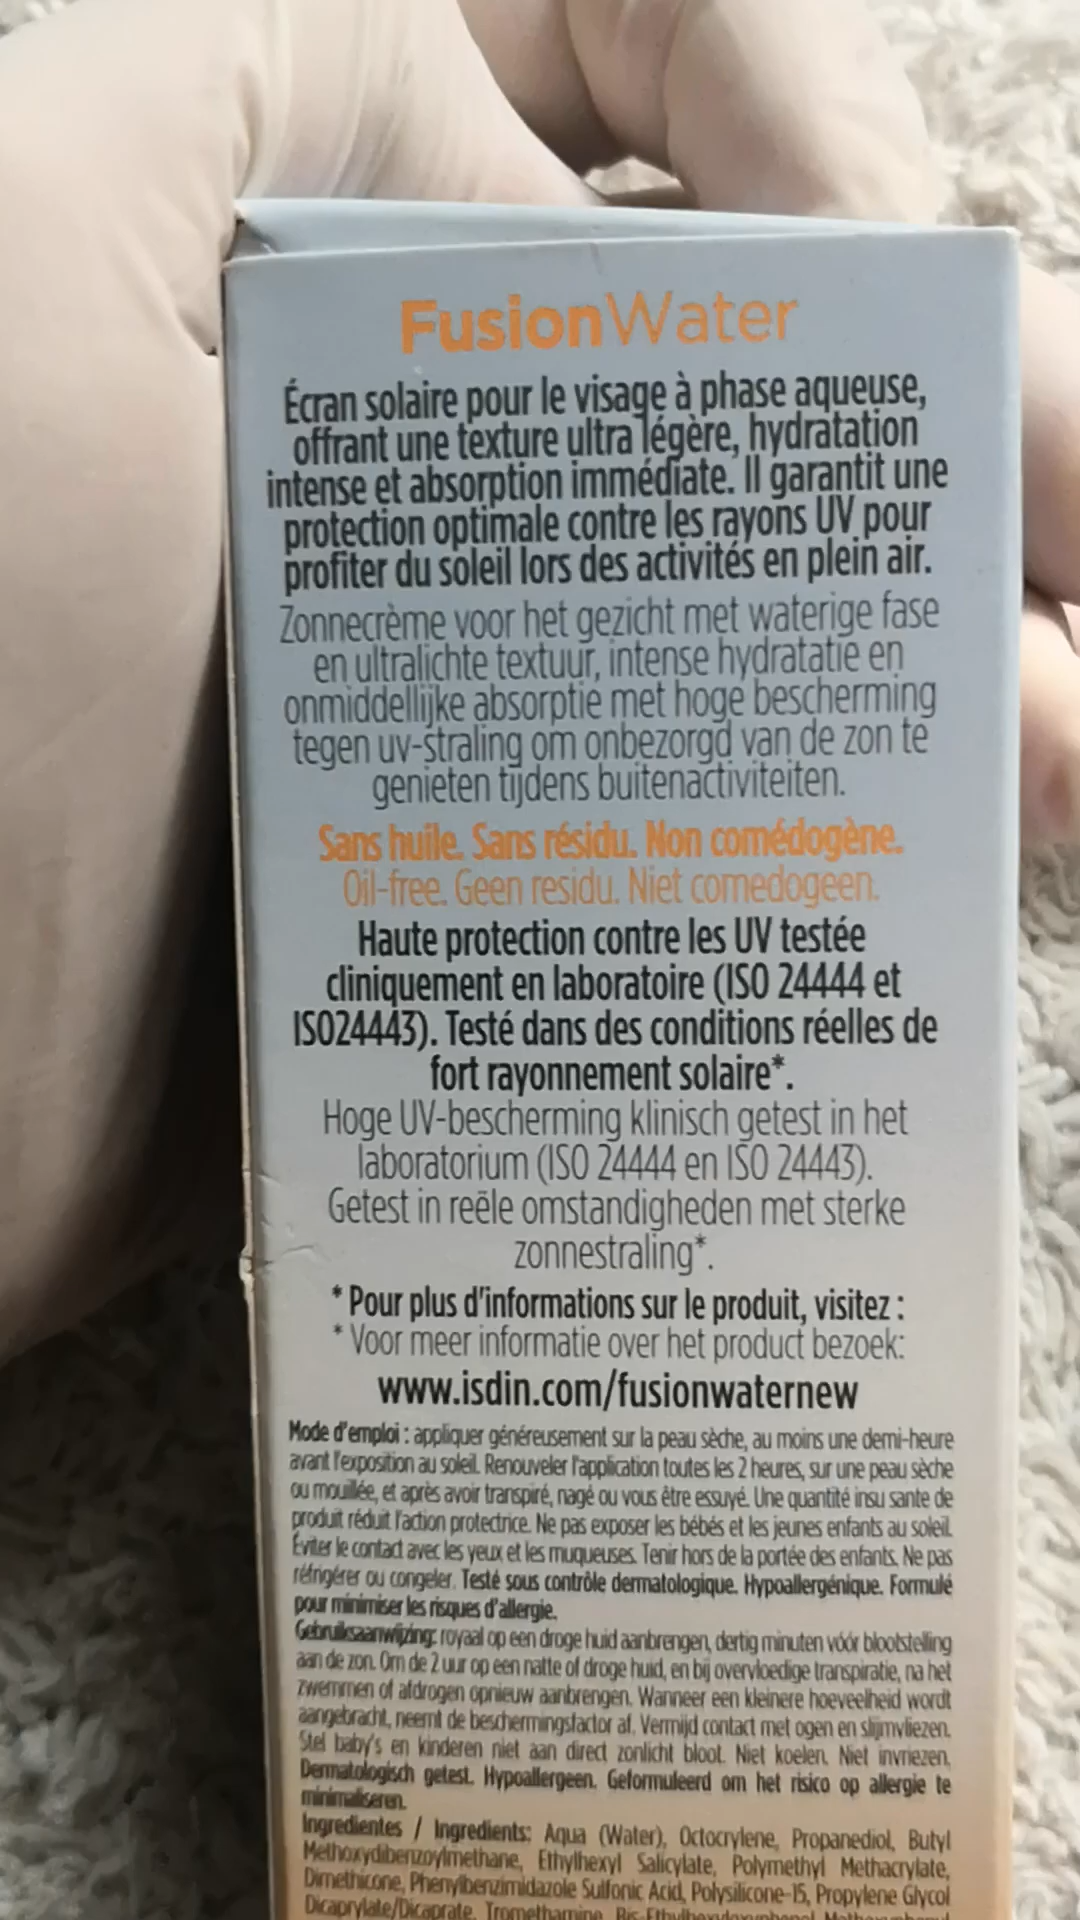 FusionWater
Écran solaire pour le visage à phase aqueuse,
offrant une texture ultra légère, hydratation
intense et absorption immédiate. Il garantit une
protection optimale contre les rayons UV pour
profiter du soleil lors des activités en plein air.
Zonnecrème voor het gezicht met waterige fase
en ultralichte textuur, intense hydratatie en
onmiddellijke absorptie met hoge bescherming
tegen uv-straling om onbezorgd van de zon te
genieten tijdens buitenactiviteiten.
Sans huile. Sans résidu. Non comédogène.
Oil-free. Geen residu. Niet comedogeen.
Haute protection contre les UV testée
cliniquement en laboratoire (ISO 24444 et
ISO24443). Testé dans des conditions réelles de
fort rayonnement solaire*.
Hoge UV-bescherming klinisch getest in het
laboratorium (ISO 24444 en ISO 24443).
Getest in reële omstandigheden met sterke
zonnestraling*.
* Pour plus d'informations sur le produit, visitez :
* Voor meer informatie over het product bezoek:
www.isdin.com/fusionwaternew
Mode d'emploi : appliquer généreusement sur la peau sèche, au moins une demi-heure
avant l'exposition au soleil. Renouveler l'application toutes les 2 heures, sur une peau sèche
ou mouillée, et après avoir transpiré, nagé ou vous être essuyé. Une quantité insu sante de
produit réduit l'action protectrice. Ne pas exposer les bébés et les jeunes enfants au soleil.
Éviter le contact avec les yeux et les muqueuses. Tenir hors de la portée des enfants. Ne pas
réfrigérer ou congeler. Testé sous contrôle dermatologique. Hypoallergénique. Formulé
pour minimiser les risques d'allergie.
Gebruiksaanwijzing: royaal op een droge huid aanbrengen, dertig minuten vóór blootstelling
aan de zon. Om de 2 uur op een natte of droge huid, en bij overvloedige transpiratie, na het
zwemmen of afdrogen opnieuw aanbrengen. Wanneer een kleinere hoeveelheid wordt
aangebracht, neemt de beschermingsfactor af. Vermijd contact met ogen en slijmvliezen.
Stel baby's en kinderen niet aan direct zonlicht bloot. Niet koelen. Niet invriezen.
Dermatologisch getest. Hypoallergeen. Geformuleerd om het risico op allergie te
minimaliseren.
Ingredientes / Ingredients: Aqua (Water), Octocrylene, Propanediol, Butyl
Methoxydibenzoylmethane, Ethylhexyl Salicylate, Polymethyl Methacrylate,
Dimethicone, Phenylbenzimidazole Sulfonic Acid, Polysilicone-15, Propylene Glycol
Dicaprylate/Dicaprate, Tromethamine,